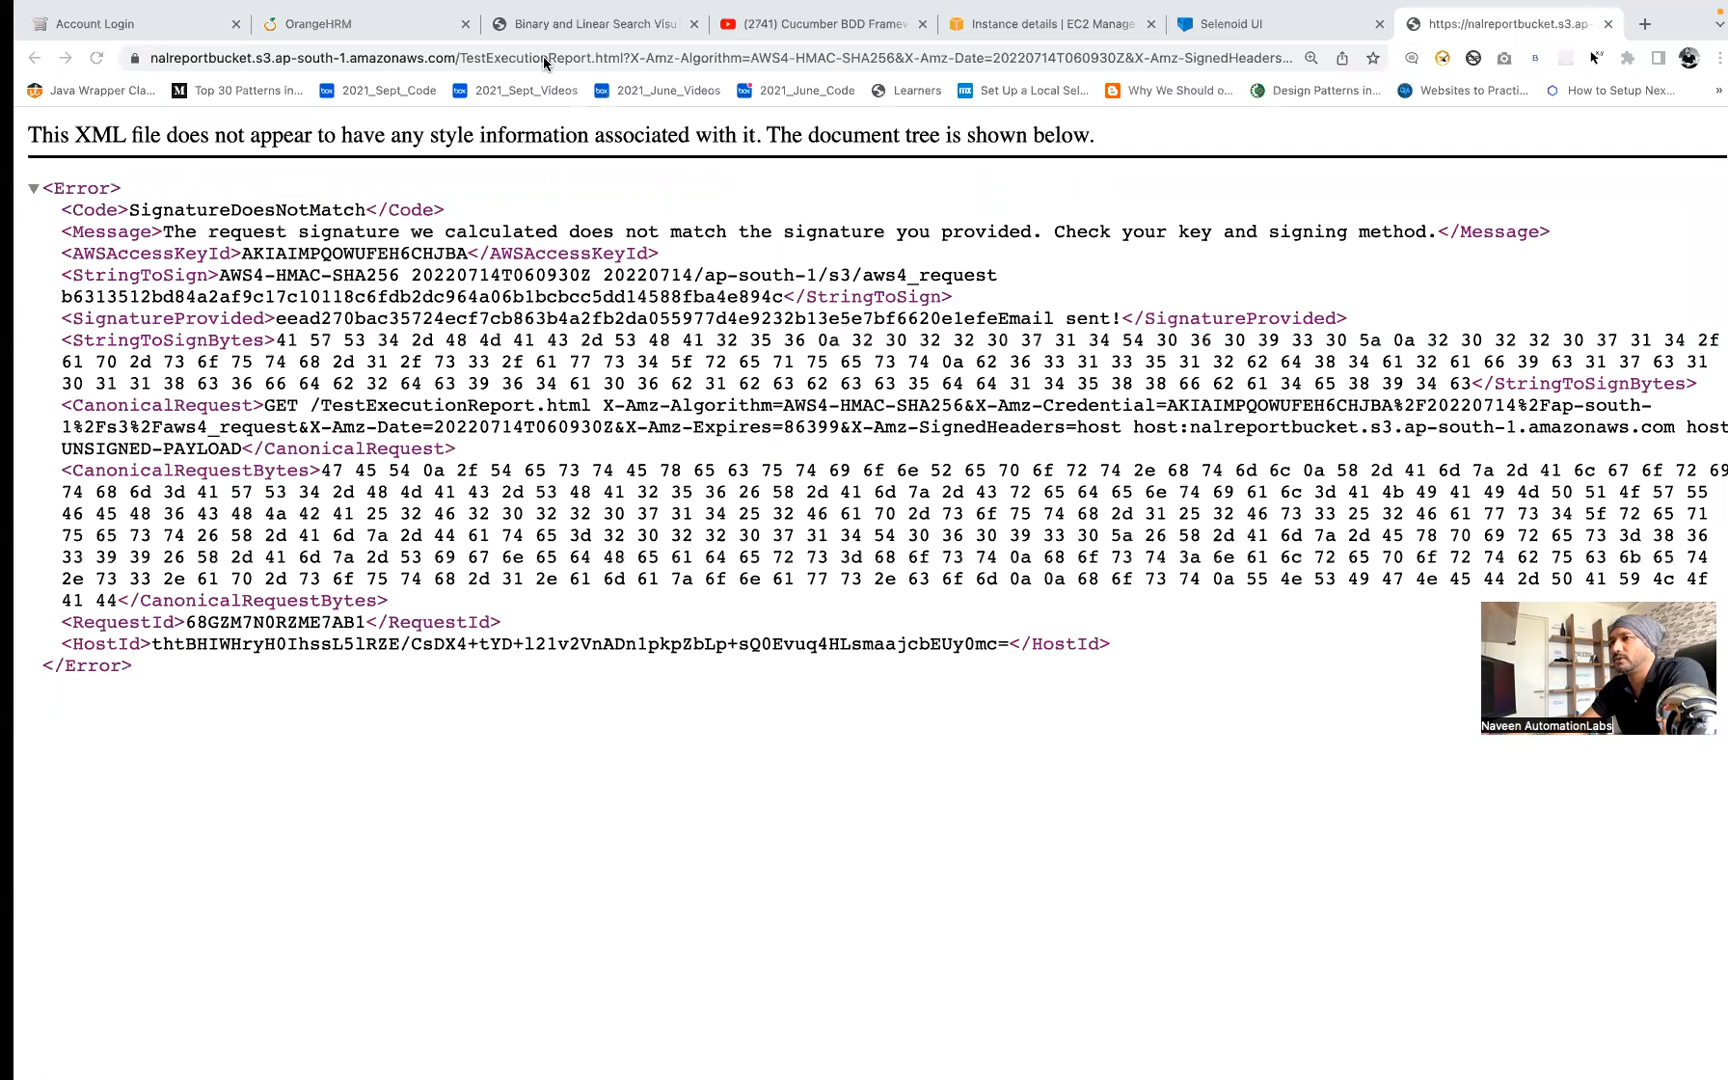 Account Login
OrangeHRM
Binary and Linear Search Visu
(2741) Cucumber BDD Framev
Instance details | EC2 Manage
Selenoid UI
https://nalreportbucket.s3.ap-
nalreportbucket.s3.ap-south-1.amazonaws.com/TestExecutionReport.html?X-Amz-Algorithm=AWS4-HMAC-SHA256&X-Amz-Date=20220714T060930Z&X-Amz-SignedHeaders...
Java Wrapper Cla...
Top 30 Patterns in...
2021_Sept_Code
2021_Sept_Videos
2021_June_Videos
2021_June_Code
Learners
Set Up a Local Sel...
Why We Should o...
Design Patterns in...
Websites to Practi...
How to Setup Nex...
This XML file does not appear to have any style information associated with it. The document tree is shown below.
<Error>
<Code>SignatureDoesNotMatch</Code>
<Message>The request signature we calculated does not match the signature you provided. Check your key and signing method.</Message>
<AWSAccessKeyId>AKIAIMPQOWUFEH6CHJBA</AWSAccessKeyId>
<StringToSign>AWS4-HMAC-SHA256 20220714T060930Z 20220714/ap-south-1/s3/aws4_request
b6313512bd84a2af9c17c10118c6fdb2dc964a06b1bcbcc5dd14588fba4e894c</StringToSign>
<SignatureProvided>eead270bac35724ecf7cb863b4a2fb2da055977d4e9232b13e5e7bf6620e1efeEmail sent!</SignatureProvided>
<StringToSignBytes>41 57 53 34 2d 48 4d 41 43 2d 53 48 41 32 35 36 0a 32 30 32 32 30 37 31 34 54 30 36 30 39 33 30 5a 0a 32 30 32 32 30 37 31 34 2f
61 70 2d 73 6f 75 74 68 2d 31 2f 73 33 2f 61 77 73 34 5f 72 65 71 75 65 73 74 0a 62 36 33 31 33 35 31 32 62 64 38 34 61 32 61 66 39 63 31 37 63 31
30 31 31 38 63 36 66 64 62 32 64 63 39 36 34 61 30 36 62 31 62 63 62 63 63 35 64 64 31 34 35 38 38 66 62 61 34 65 38 39 34 63</StringToSignBytes>
<CanonicalRequest>GET /TestExecutionReport.html X-Amz-Algorithm=AWS4-HMAC-SHA256&X-Amz-Credential=AKIAIMPQOWUFEH6CHJBA%2F20220714%2Fap-south-
1%2Fs3%2Faws4_request&X-Amz-Date=20220714T060930Z&X-Amz-Expires=86399&X-Amz-SignedHeaders=host host:nalreportbucket.s3.ap-south-1.amazonaws.com host
UNSIGNED-PAYLOAD</CanonicalRequest>
<CanonicalRequestBytes>47 45 54 0a 2f 54 65 73 74 45 78 65 63 75 74 69 6f 6e 52 65 70 6f 72 74 2e 68 74 6d 6c 0a 58 2d 41 6d 7a 2d 41 6c 67 6f 72 69
74 68 6d 3d 41 57 53 34 2d 48 4d 41 43 2d 53 48 41 32 35 36 26 58 2d 41 6d 7a 2d 43 72 65 64 65 6e 74 69 61 6c 3d 41 4b 49 41 49 4d 50 51 4f 57 55
46 45 48 36 43 48 4a 42 41 25 32 46 32 30 32 32 30 37 31 34 25 32 46 61 70 2d 73 6f 75 74 68 2d 31 25 32 46 73 33 25 32 46 61 77 73 34 5f 72 65 71
75 65 73 74 26 58 2d 41 6d 7a 2d 44 61 74 65 3d 32 30 32 32 30 37 31 34 54 30 36 30 39 33 30 5a 26 58 2d 41 6d 7a 2d 45 78 70 69 72 65 73 3d 38 36
33 39 39 26 58 2d 41 6d 7a 2d 53 69 67 6e 65 64 48 65 61 64 65 72 73 3d 68 6f 73 74 0a 68 6f 73 74 3a 6e 61 6c 72 65 70 6f 72 74 62 75 63 6b 65 74
2e 73 33 2e 61 70 2d 73 6f 75 74 68 2d 31 2e 61 6d 61 7a 6f 6e 61 77 73 2e 63 6f 6d 0a 0a 68 6f 73 74 0a 55 4e 53 49 47 4e 45 44 2d 50 41 59 4c 4f
41 44</CanonicalRequestBytes>
<RequestId>68GZM7N0RZME7AB1</RequestId>
<HostId>thtBHIWHryH0IhssL5lRZE/CsDX4+tYD+l21v2VnADn1pkpZbLp+sQ0Evuq4HLsmaajcbEUy0mc=</HostId>
</Error>
Naveen AutomationLabs